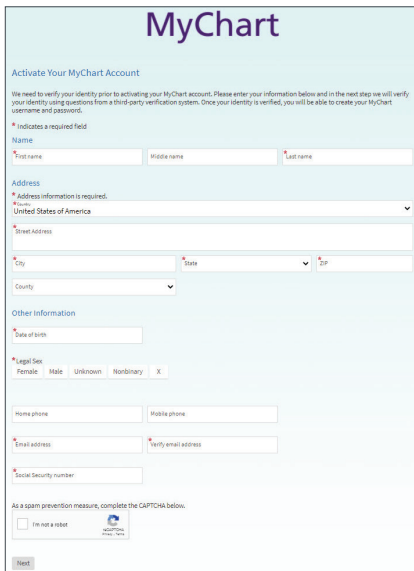 MyChart
Activate Your MyChart Account
We need to verify your identity prior to activating your MyChart account. Please enter your information below and in the next step we will verify
your identity using questions from a third-party verification system. Once your identity is verified, you will be able to create your MyChart
username and password.
* Indicates a required field
Name
* First name Middle name * Last name
Address
* Address information is required.
* Country
United States of America
* Street Address
* City * State * ZIP
County
Other Information
* Date of birth
* Legal Sex
Female Male Unknown Nonbinary X
Home phone Mobile phone
* Email address * Verify email address
* Social Security number
As a spam prevention measure, complete the CAPTCHA below.
I'm not a robot
reCAPTCHA
Privacy - Terms
Next